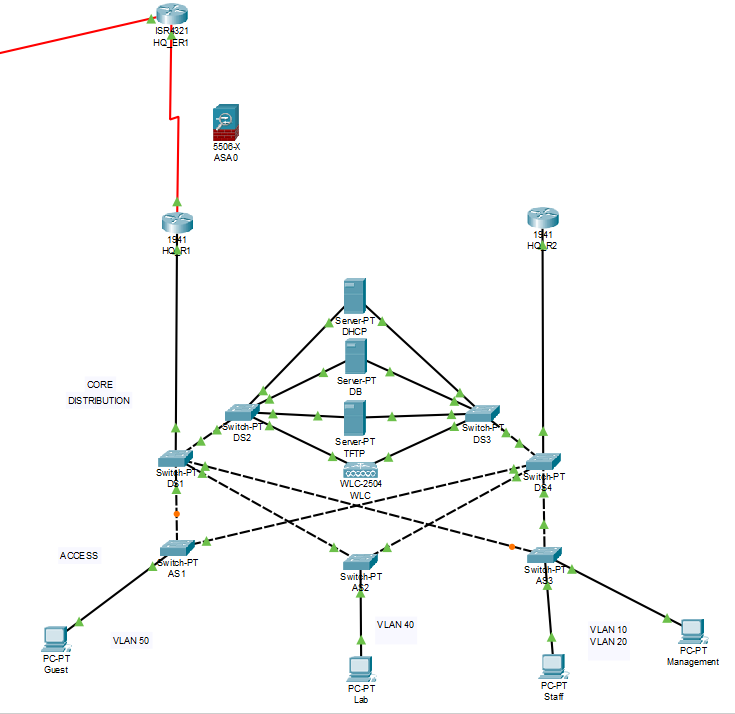 ISR4321
HQ_ER1
5506-X
ASA0
1941
HQ_R1
1941
HQ_R2
Server-PT
DHCP
Server-PT
DB
CORE
DISTRIBUTION
Switch-PT
DS2
Server-PT
TFTP
Switch-PT
DS3
Switch-PT
DS1
WLC-2504
WLC
Switch-PT
DS4
ACCESS
Switch-PT
AS1
Switch-PT
AS2
Switch-PT
AS3
VLAN 50
VLAN 40
VLAN 10
VLAN 20
PC-PT
Guest
PC-PT
Lab
PC-PT
Staff
PC-PT
Management